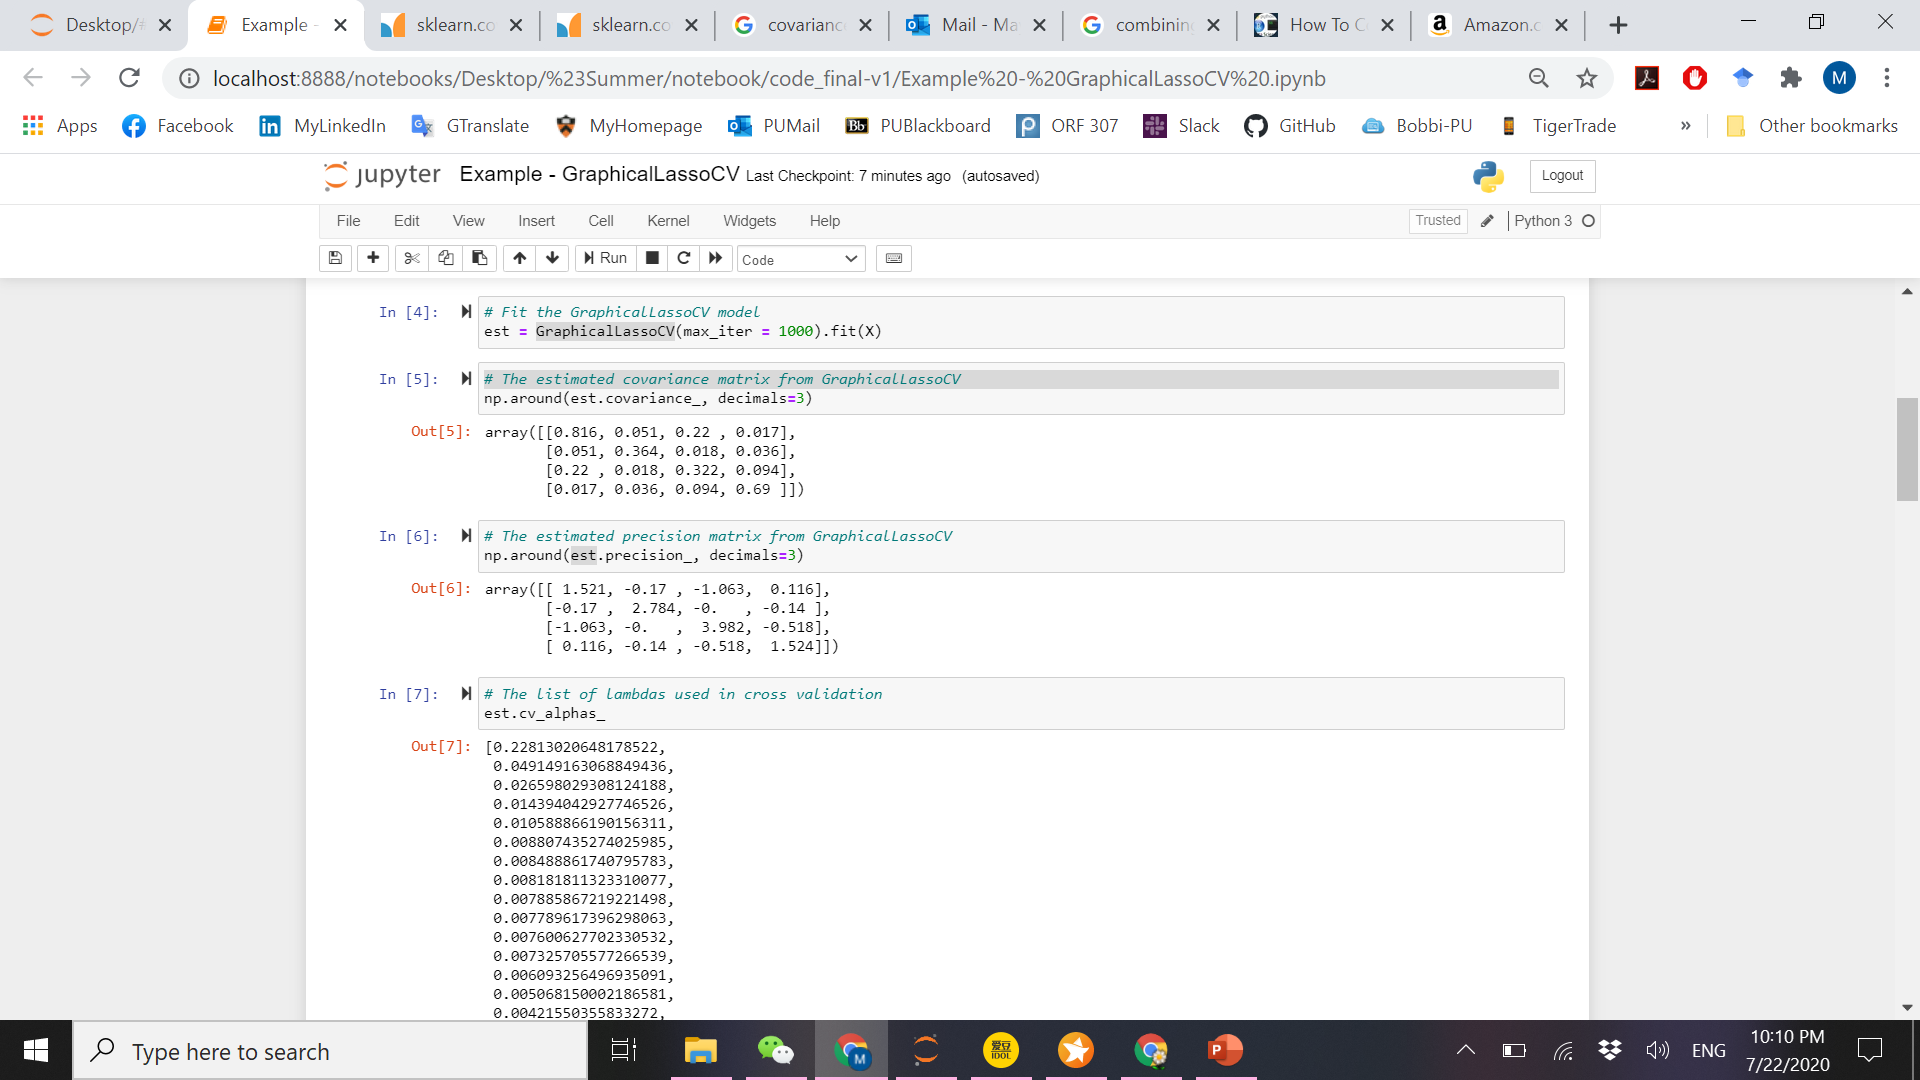 Desktop/#
Example -
sklearn.co
sklearn.co
covarianc
Mail - Ma
combining
How To C
Amazon.c
localhost:8888/notebooks/Desktop/%23Summer/notebook/code_final-v1/Example%20-%20GraphicalLassoCV%20.ipynb
M
Apps
Facebook
MyLinkedIn
GTranslate
MyHomepage
PUMail
Bb
PUBlackboard
ORF 307
Slack
GitHub
Bobbi-PU
TigerTrade
»
Other bookmarks
jupyter
Example - GraphicalLassoCV Last Checkpoint: 7 minutes ago (autosaved)
Logout
File Edit View Insert Cell Kernel Widgets Help
Trusted
Python 3
Run
Code
In [4]:
# Fit the GraphicalLassoCV model
est = GraphicalLassoCV(max_iter = 1000).fit(X)
In [5]:
# The estimated covariance matrix from GraphicalLassoCV
np.around(est.covariance_, decimals=3)
Out[5]: array([[0.816, 0.051, 0.22 , 0.017],
[0.051, 0.364, 0.018, 0.036],
[0.22 , 0.018, 0.322, 0.094],
[0.017, 0.036, 0.094, 0.69 ]])
In [6]:
# The estimated precision matrix from GraphicalLassoCV
np.around(est.precision_, decimals=3)
Out[6]: array([[ 1.521, -0.17 , -1.063,  0.116],
[-0.17 ,  2.784, -0.   , -0.14 ],
[-1.063, -0.   ,  3.982, -0.518],
[ 0.116, -0.14 , -0.518,  1.524]])
In [7]:
# The list of lambdas used in cross validation
est.cv_alphas_
Out[7]: [0.22813020648178522,
0.049149163068849436,
0.026598029308124188,
0.014394042927746526,
0.010588866190156311,
0.008807435274025985,
0.008488861740795783,
0.008181811323310077,
0.007885867219221498,
0.007789617396298063,
0.007600627702330532,
0.007325705577266539,
0.006093256496935091,
0.005068150002186581,
0.00421550355833272,
Type here to search
M
爱豆
IDOL
P
ENG
10:10 PM
7/22/2020